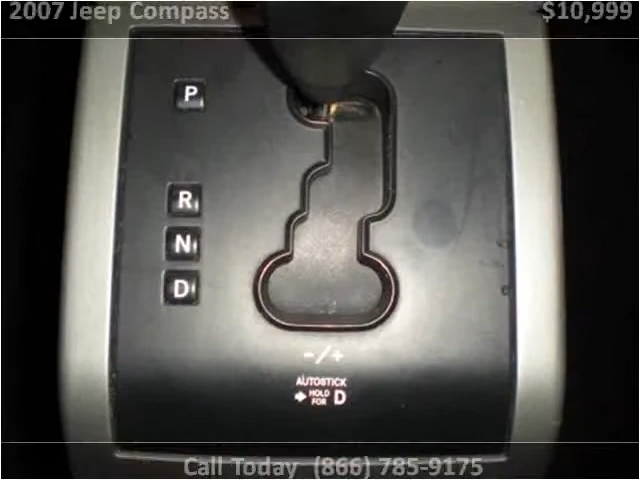 2007 Jeep Compass $10,999
P
R
N
D
-/+
AUTOSTICK
HOLD FOR D
Call Today (866) 785-9175